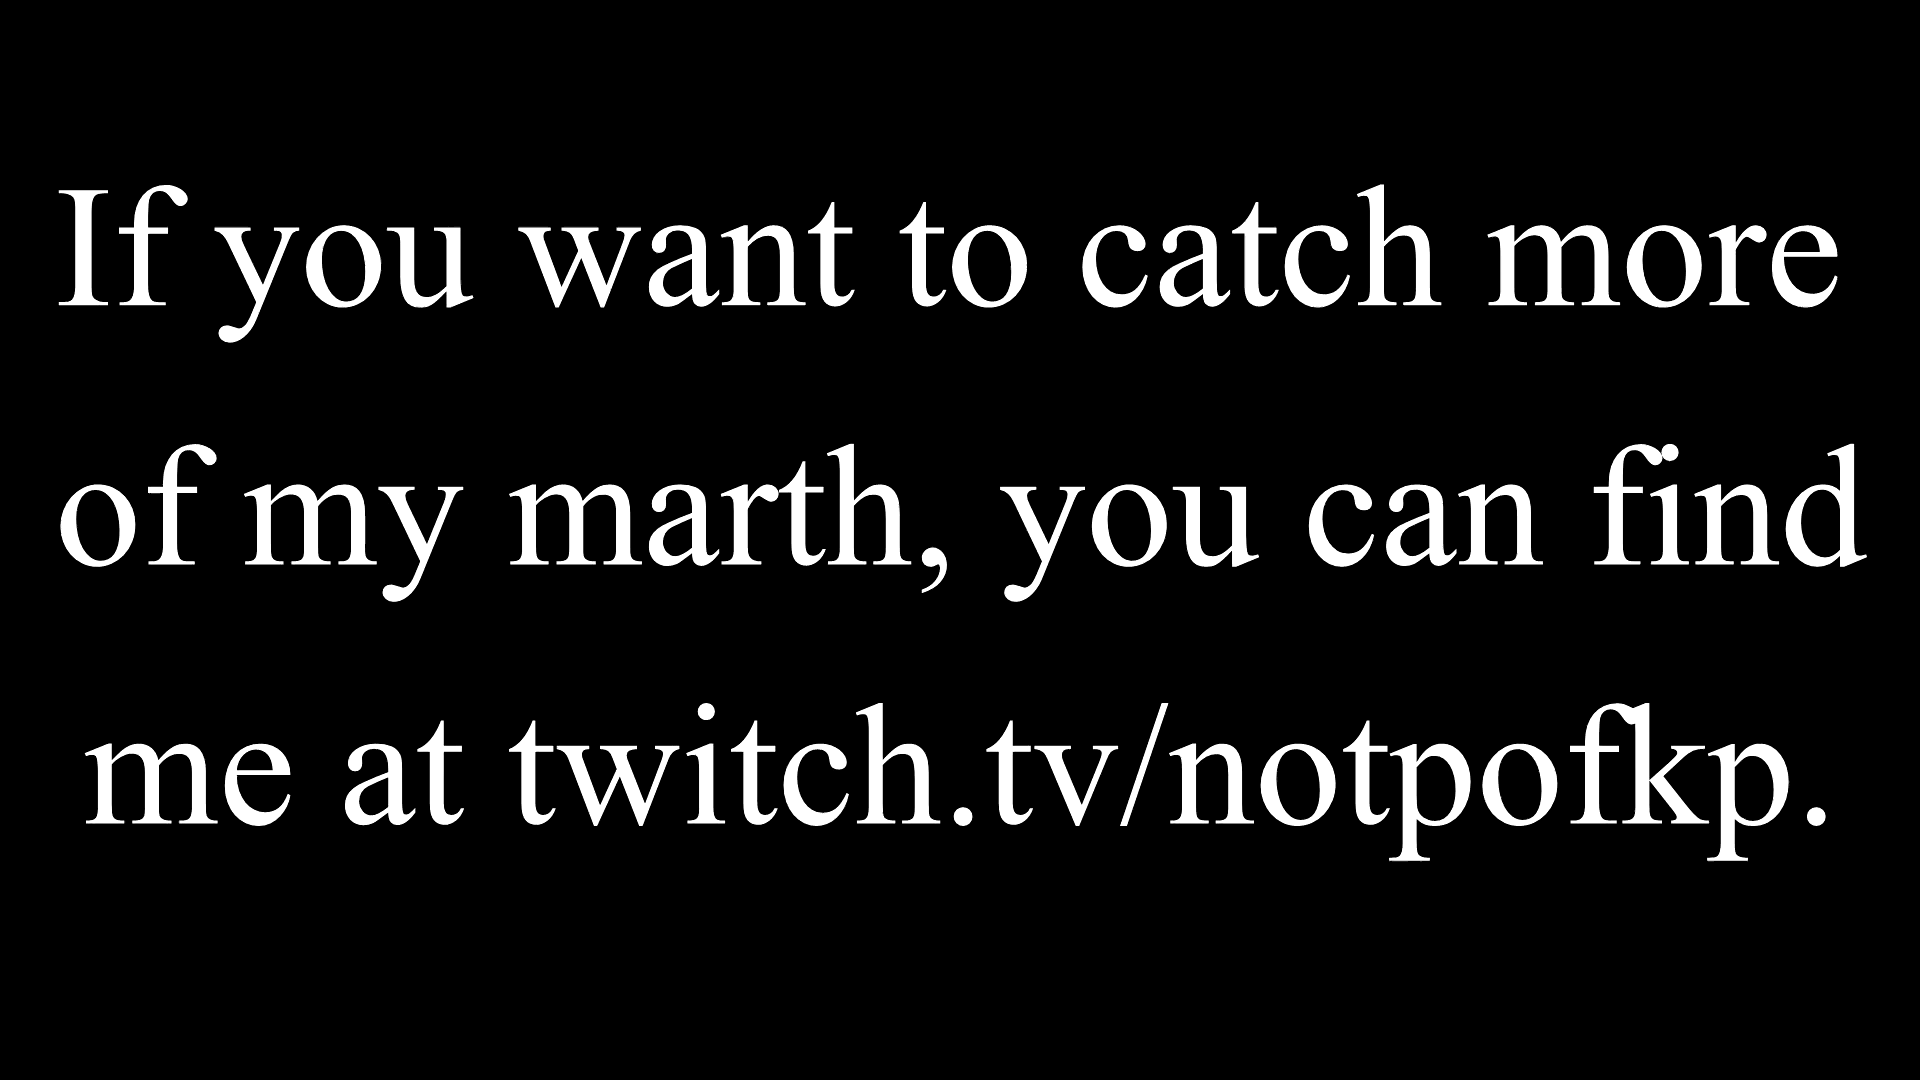 If you want to catch more
of my marth, you can find
me at twitch.tv/notpofkp.